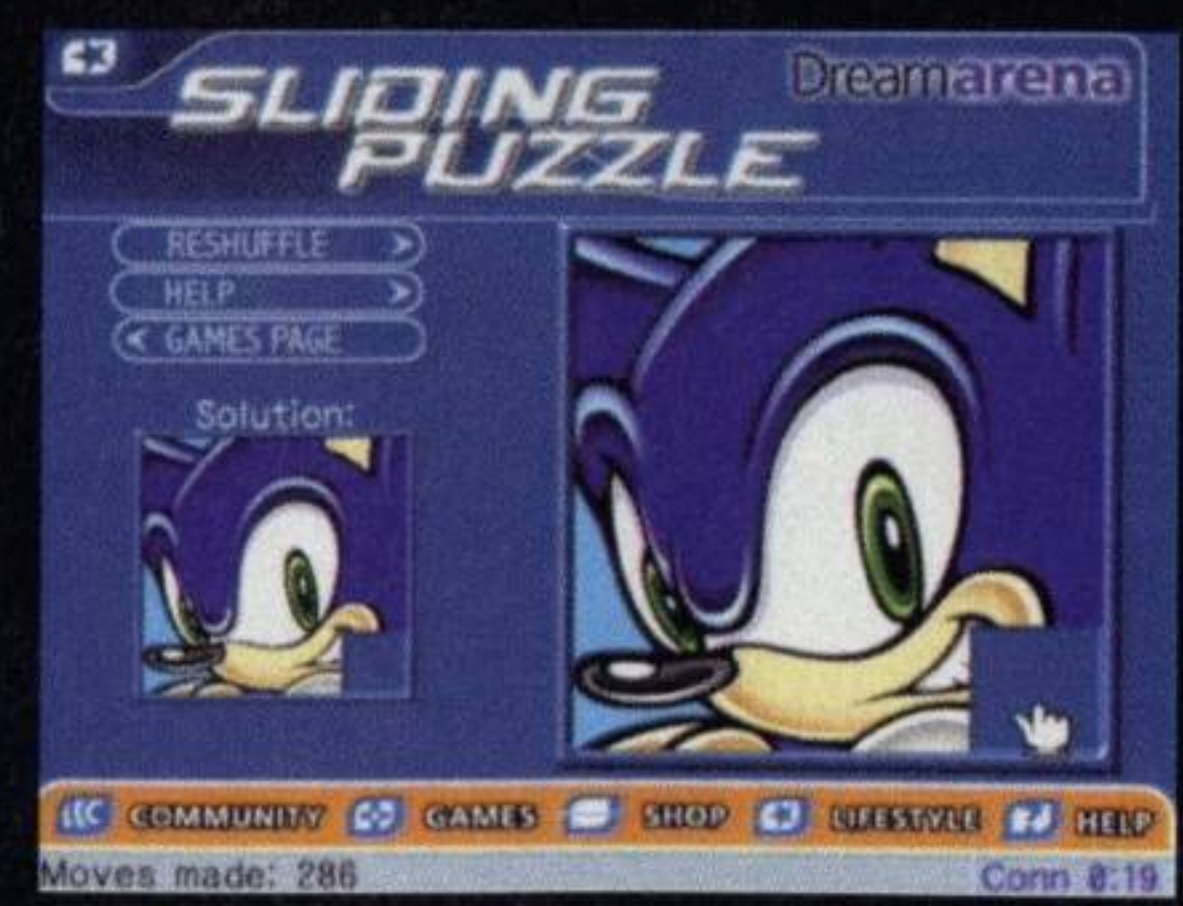 SLIDING
PUZZLE
Dreamarena
RESHUFFLE >
HELP >
< GAMES PAGE
Solution:
COMMUNITY GAMES SHOP LIFESTYLE HELP
Moves made: 286
Conn 0:19